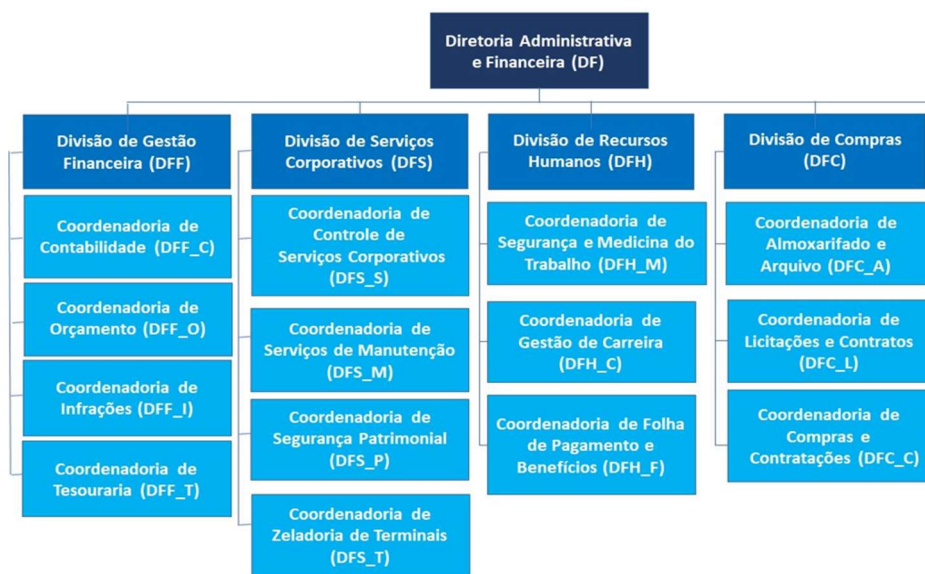 Diretoria Administrativa
e Financeira (DF)
Divisão de Gestão
Financeira (DFF)
Coordenadoria de
Contabilidade (DFF_C)
Coordenadoria de
Orçamento (DFF_O)
Coordenadoria de
Infrações (DFF_I)
Coordenadoria de
Tesouraria (DFF_T)
Divisão de Serviços
Corporativos (DFS)
Coordenadoria de
Controle de
Serviços Corporativos
(DFS_S)
Coordenadoria de
Serviços de Manutenção
(DFS_M)
Coordenadoria de
Segurança Patrimonial
(DFS_P)
Coordenadoria de
Zeladoria de Terminais
(DFS_T)
Divisão de Recursos
Humanos (DFH)
Coordenadoria de
Segurança e Medicina do
Trabalho (DFH_M)
Coordenadoria de
Gestão de Carreira
(DFH_C)
Coordenadoria de Folha
de Pagamento e
Benefícios (DFH_F)
Divisão de Compras
(DFC)
Coordenadoria de
Almoxarifado e
Arquivo (DFC_A)
Coordenadoria de
Licitações e Contratos
(DFC_L)
Coordenadoria de
Compras e
Contratações (DFC_C)